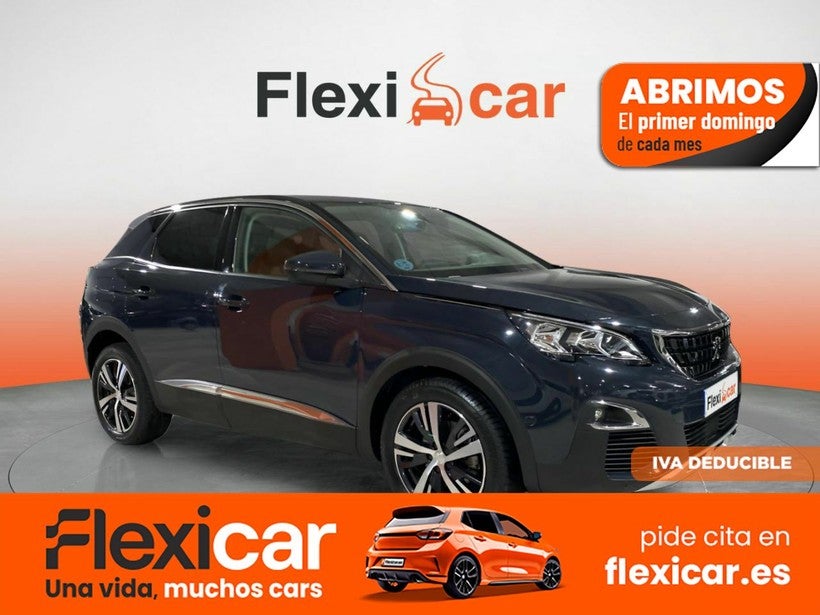 Flexicar
ABRIMOS
El primer domingo
de cada mes
Flexicar
IVA DEDUCIBLE
Flexicar
Una vida, muchos cars
pide cita en
flexicar.es